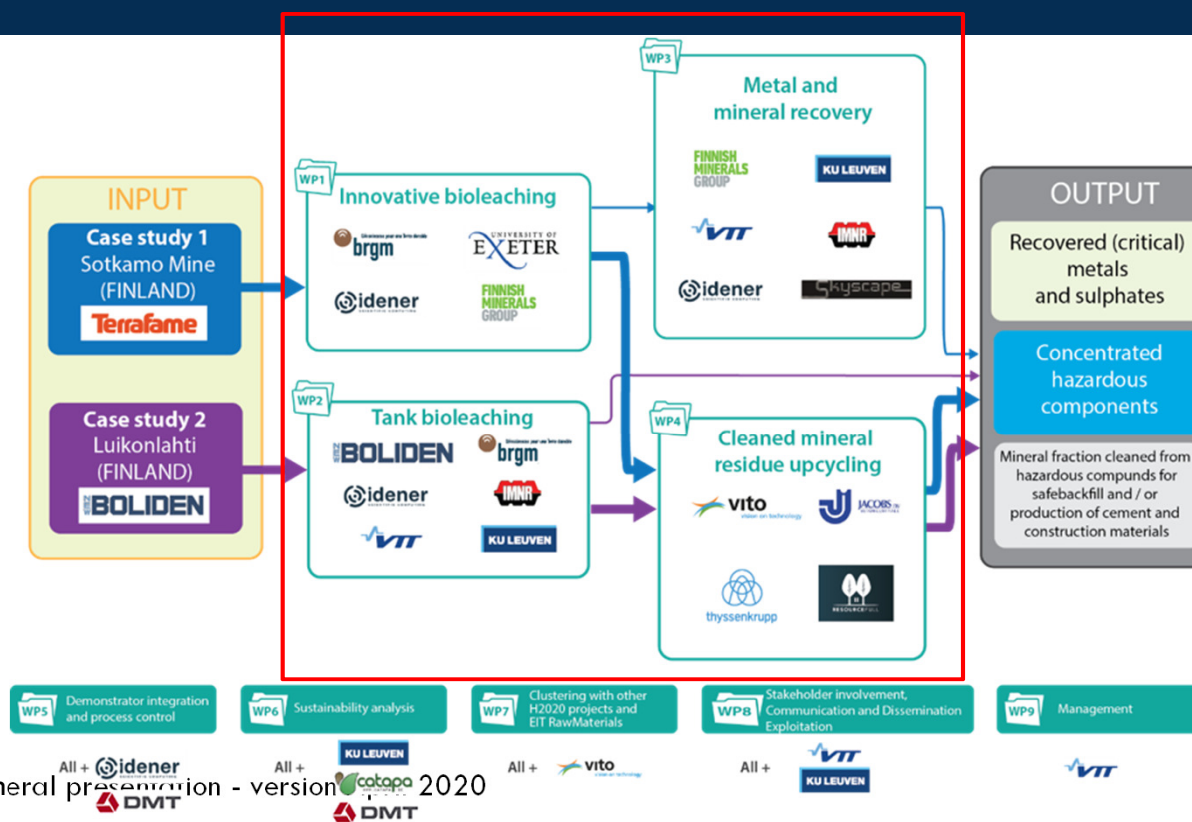 INPUT
Case study 1
Sotkamo Mine
(FINLAND)
Terrafame
Case study 2
Luikonlahti
(FINLAND)
BOLIDEN
WP1
Innovative bioleaching
brgm
UNIVERSITY OF
EXETER
idener
FINNISH
MINERALS
GROUP
WP2
Tank bioleaching
BOLIDEN
brgm
idener
IMNR
VTT
KU LEUVEN
WP3
Metal and
mineral recovery
FINNISH
MINERALS
GROUP
KU LEUVEN
VTT
IMNR
idener
Skyscape
WP4
Cleaned mineral
residue upcycling
vito
vision on technology
JACOBS
thyssenkrupp
RESOURCEFULL
OUTPUT
Recovered (critical)
metals
and sulphates
Concentrated
hazardous
components
Mineral fraction cleaned from
hazardous compunds for
safebackfill and / or
production of cement and
construction materials
WP5
Demonstrator integration
and process control
All + idener
DMT
WP6
Sustainability analysis
All +
KU LEUVEN
catapa
DMT
WP7
Clustering with other
H2020 projects and
EIT RawMaterials
All + vito
WP8
Stakeholder involvement,
Communication and Dissemination
Exploitation
All +
VTT
KU LEUVEN
WP9
Management
VTT
neral presentation - version 2020